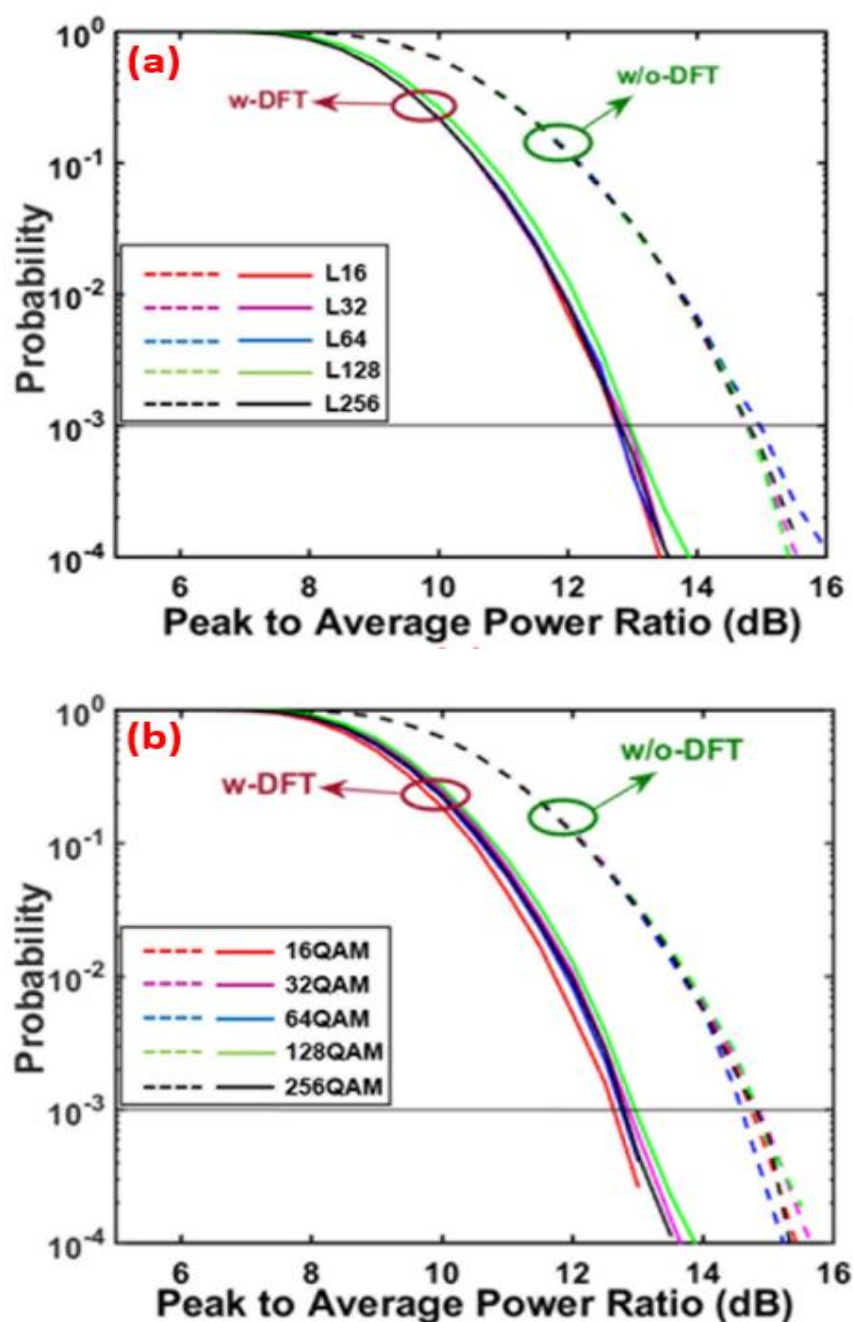 (a)
10^0
w-DFT
w/o-DFT
10^-1
Probability
L16
L32
10^-2
L64
L128
L256
10^-3
10^-4
6 8 10 12 14 16
Peak to Average Power Ratio (dB)
(b)
10^0
w/o-DFT
w-DFT
10^-1
Probability
16QAM
32QAM
10^-2
64QAM
128QAM
256QAM
10^-3
10^-4
6 8 10 12 14 16
Peak to Average Power Ratio (dB)